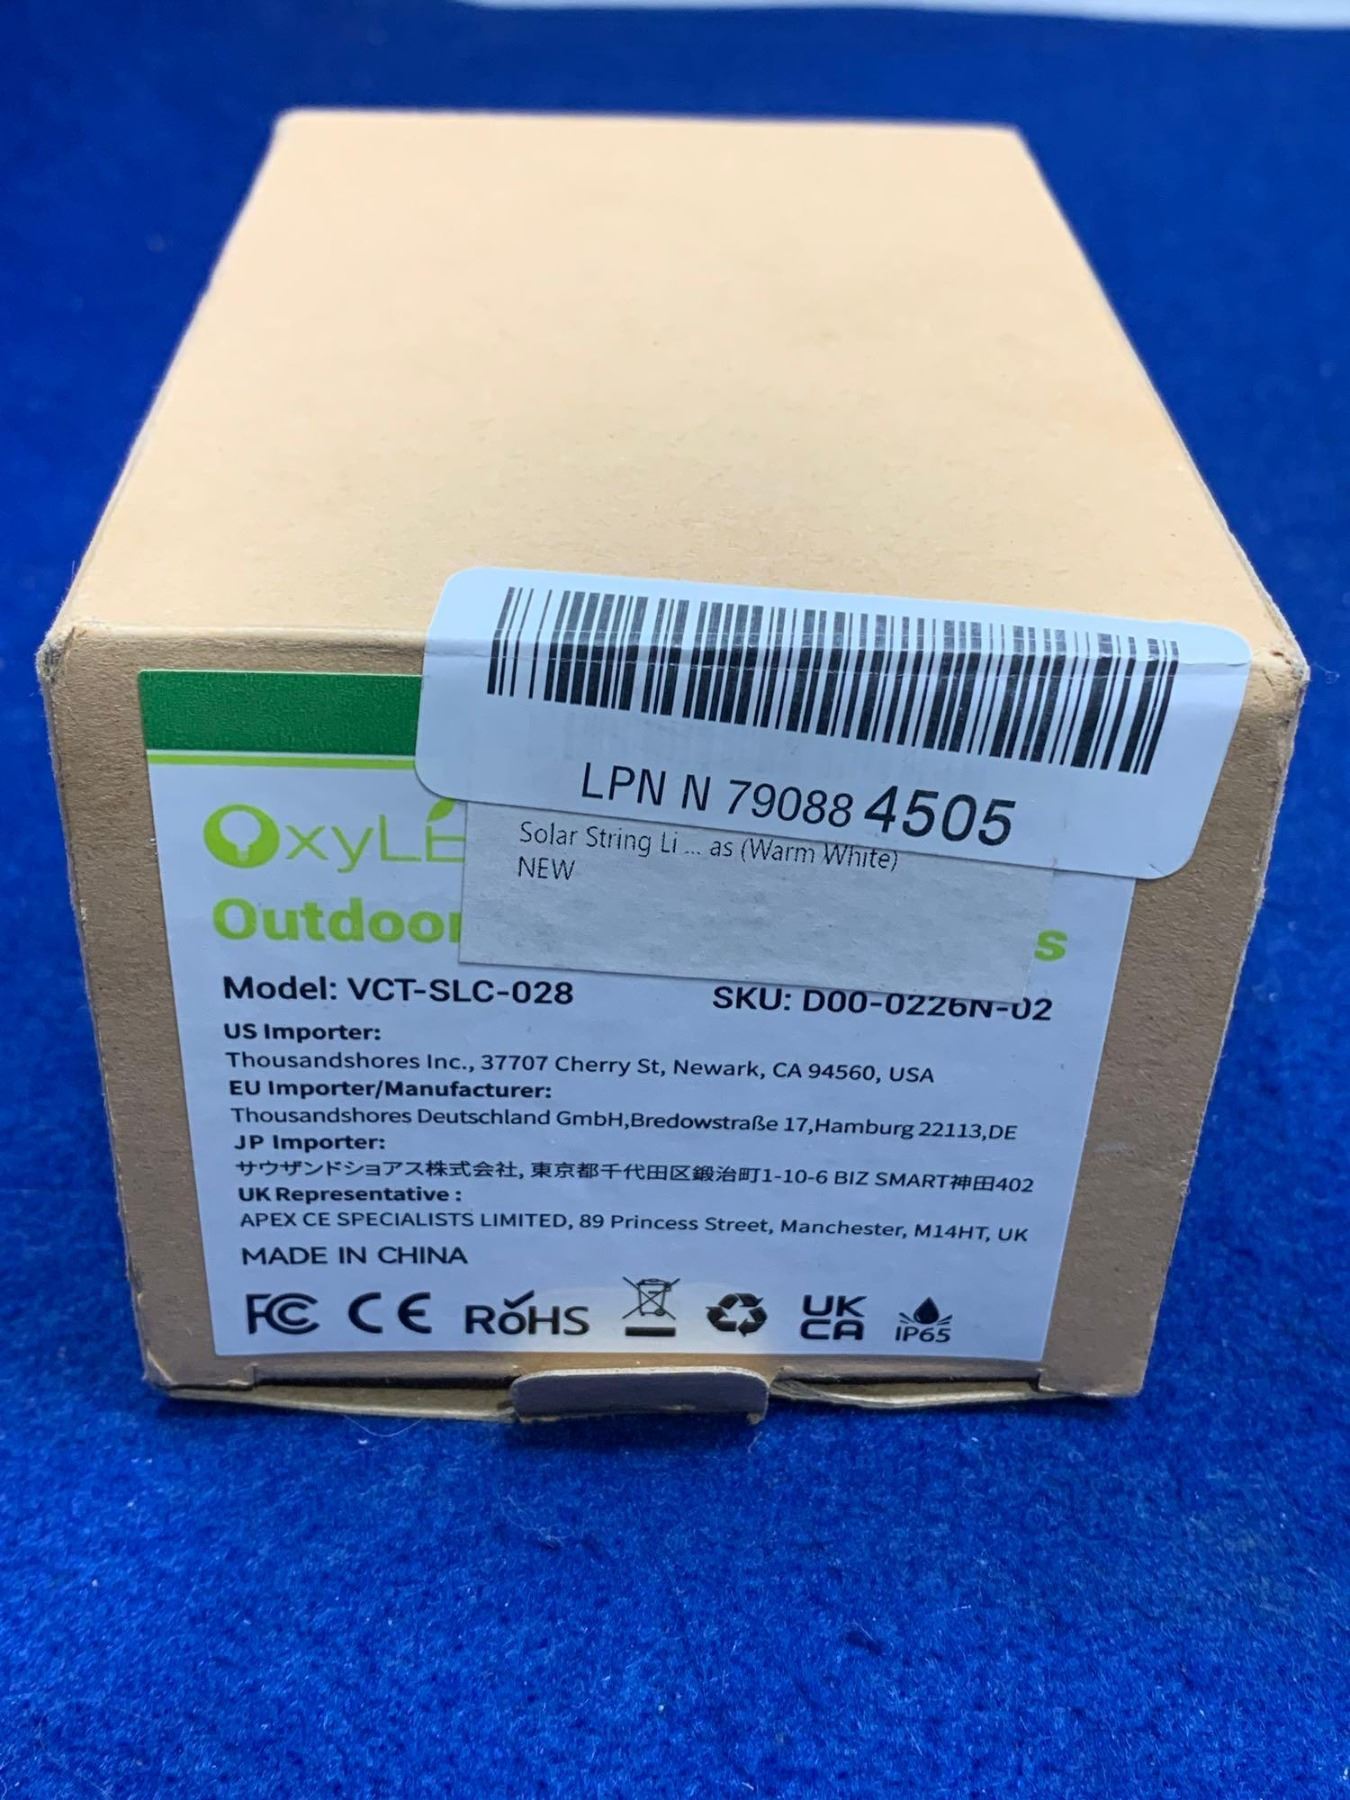 LPN N 790884505
Solar String Li ... as (Warm White)
NEW
OxyLE
Outdoor s
Model: VCT-SLC-028 SKU: D00-0226N-02
US Importer:
Thousandshores Inc., 37707 Cherry St, Newark, CA 94560, USA
EU Importer/Manufacturer:
Thousandshores Deutschland GmbH,Bredowstraße 17,Hamburg 22113,DE
JP Importer:
サウザンドショアス株式会社, 東京都千代田区鍛冶町1-10-6 BIZ SMART神田402
UK Representative :
APEX CE SPECIALISTS LIMITED, 89 Princess Street, Manchester, M14HT, UK
MADE IN CHINA
FC CE RoHS UK CA IP65